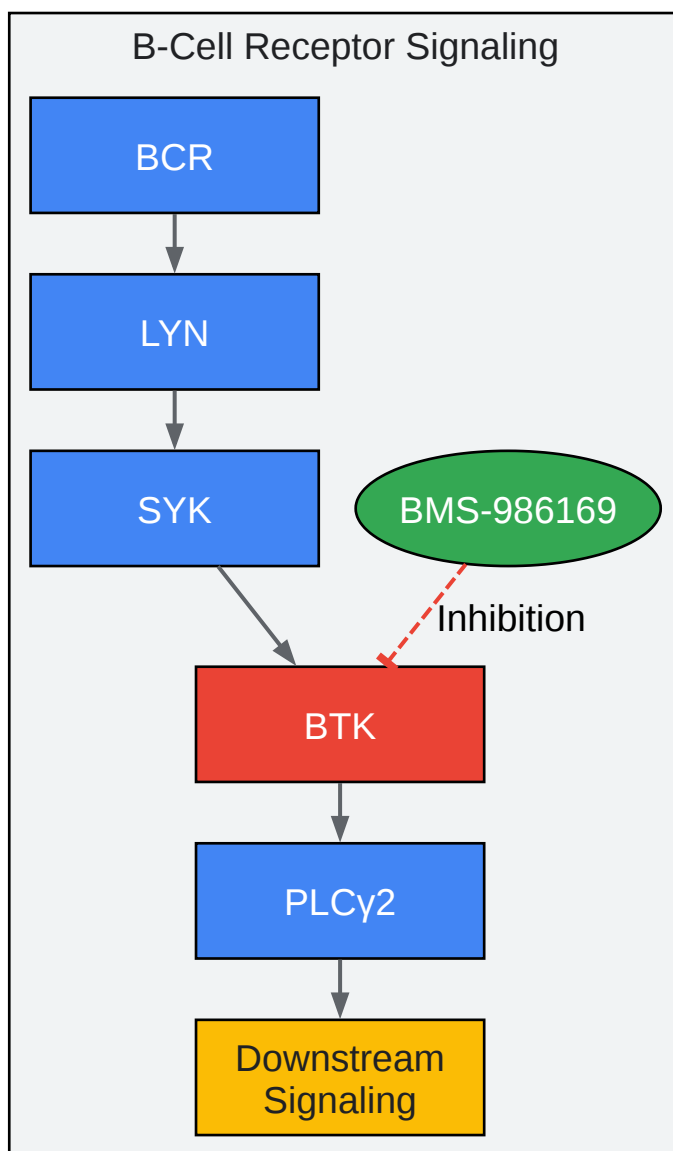 B-Cell Receptor Signaling
BCR
LYN
SYK
BMS-986169
Inhibition
BTK
PLCγ2
Downstream
Signaling